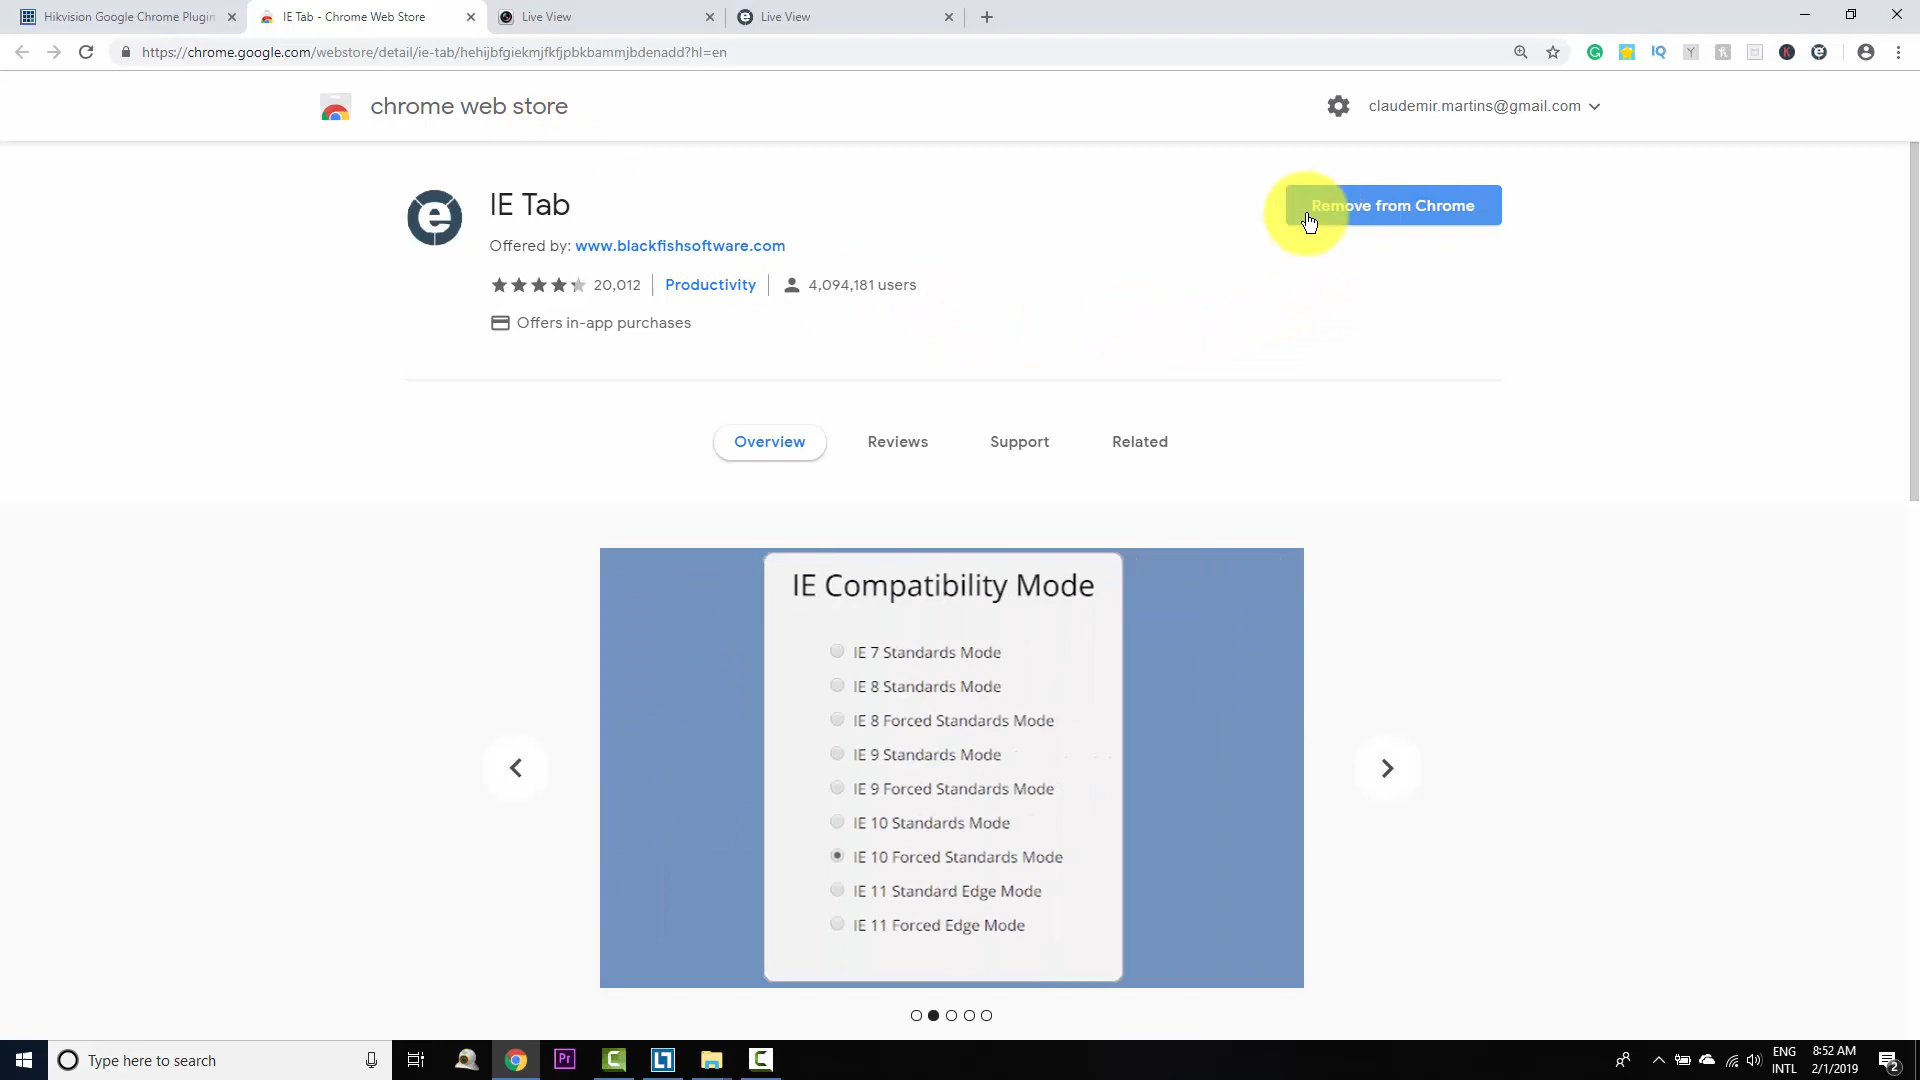 Hikvision Google Chrome Plugin
IE Tab - Chrome Web Store
Live View
Live View
https://chrome.google.com/webstore/detail/ie-tab/hehijbfgiekmjfkfjpbkbammjbdenadd?hl=en
chrome web store
claudemir.martins@gmail.com
IE Tab
Remove from Chrome
Offered by: www.blackfishsoftware.com
20,012 Productivity 4,094,181 users
Offers in-app purchases
Overview
Reviews
Support
Related
IE Compatibility Mode
IE 7 Standards Mode
IE 8 Standards Mode
IE 8 Forced Standards Mode
IE 9 Standards Mode
IE 9 Forced Standards Mode
IE 10 Standards Mode
IE 10 Forced Standards Mode
IE 11 Standard Edge Mode
IE 11 Forced Edge Mode
Type here to search
ENG
INTL
8:52 AM
2/1/2019
2